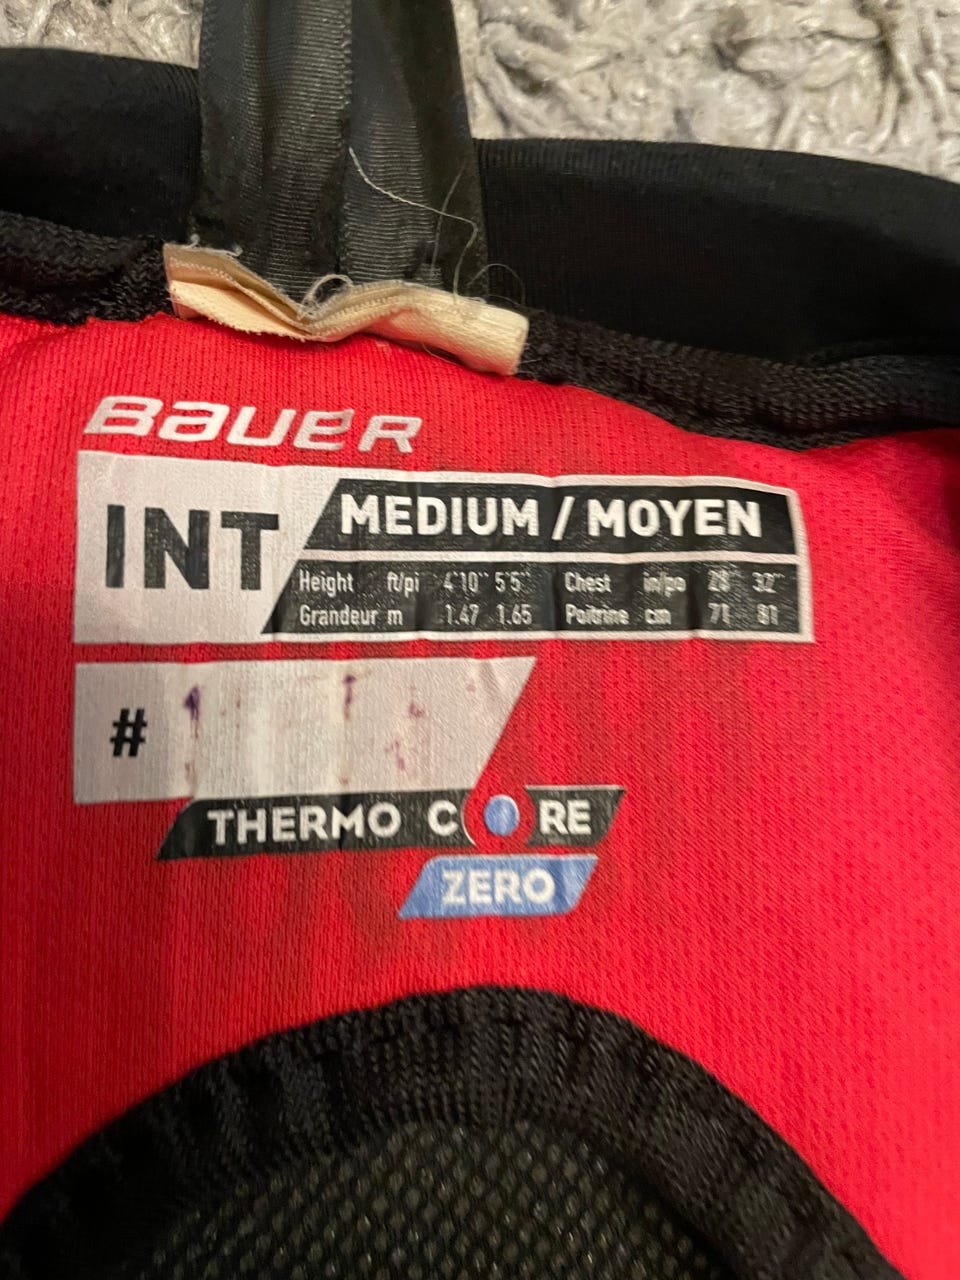 BAUER
INT
MEDIUM / MOYEN
Height ft/pi 4'10" 5'5" Chest in/po 28" 32"
Grandeur m 1.47 1.65 Poitrine cm 71 81
#
THERMO CORE
ZERO